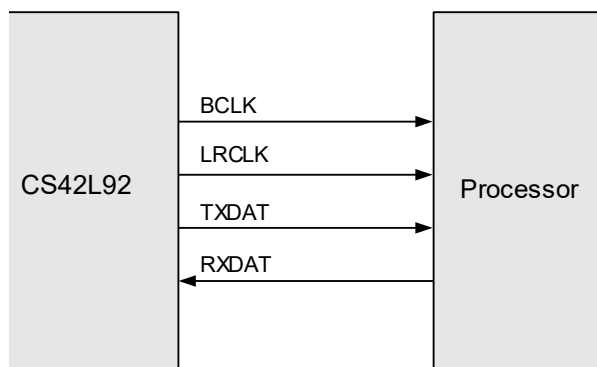 BCLK
LRCLK
CS42L92
Processor
TXDAT
RXDAT